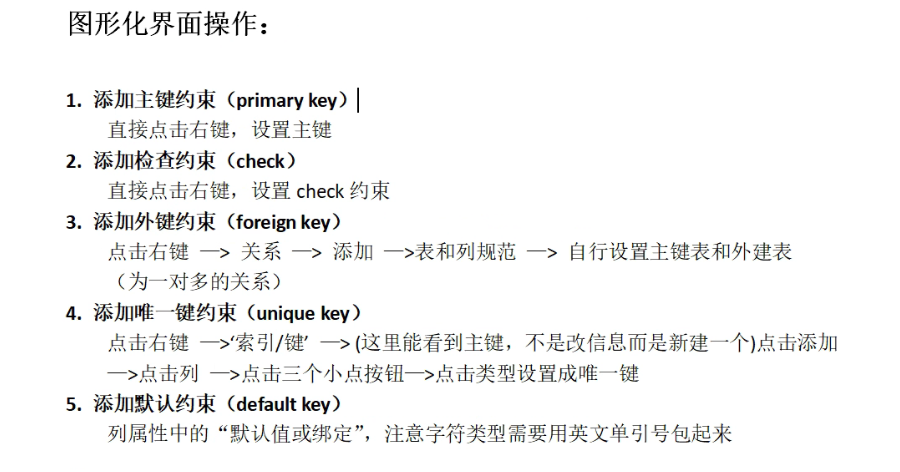 图形化界面操作：
1. 添加主键约束（primary key）
直接点击右键，设置主键
2. 添加检查约束（check）
直接点击右键，设置 check 约束
3. 添加外键约束（foreign key）
点击右键 —> 关系 —> 添加 —>表和列规范 —> 自行设置主键表和外建表
（为一对多的关系）
4. 添加唯一键约束（unique key）
点击右键 —>‘索引/键’ —> (这里能看到主键，不是改信息而是新建一个)点击添加
—>点击列 —>点击三个小点按钮—>点击类型设置成唯一键
5. 添加默认约束（default key）
列属性中的“默认值或绑定”，注意字符类型需要用英文单引号包起来